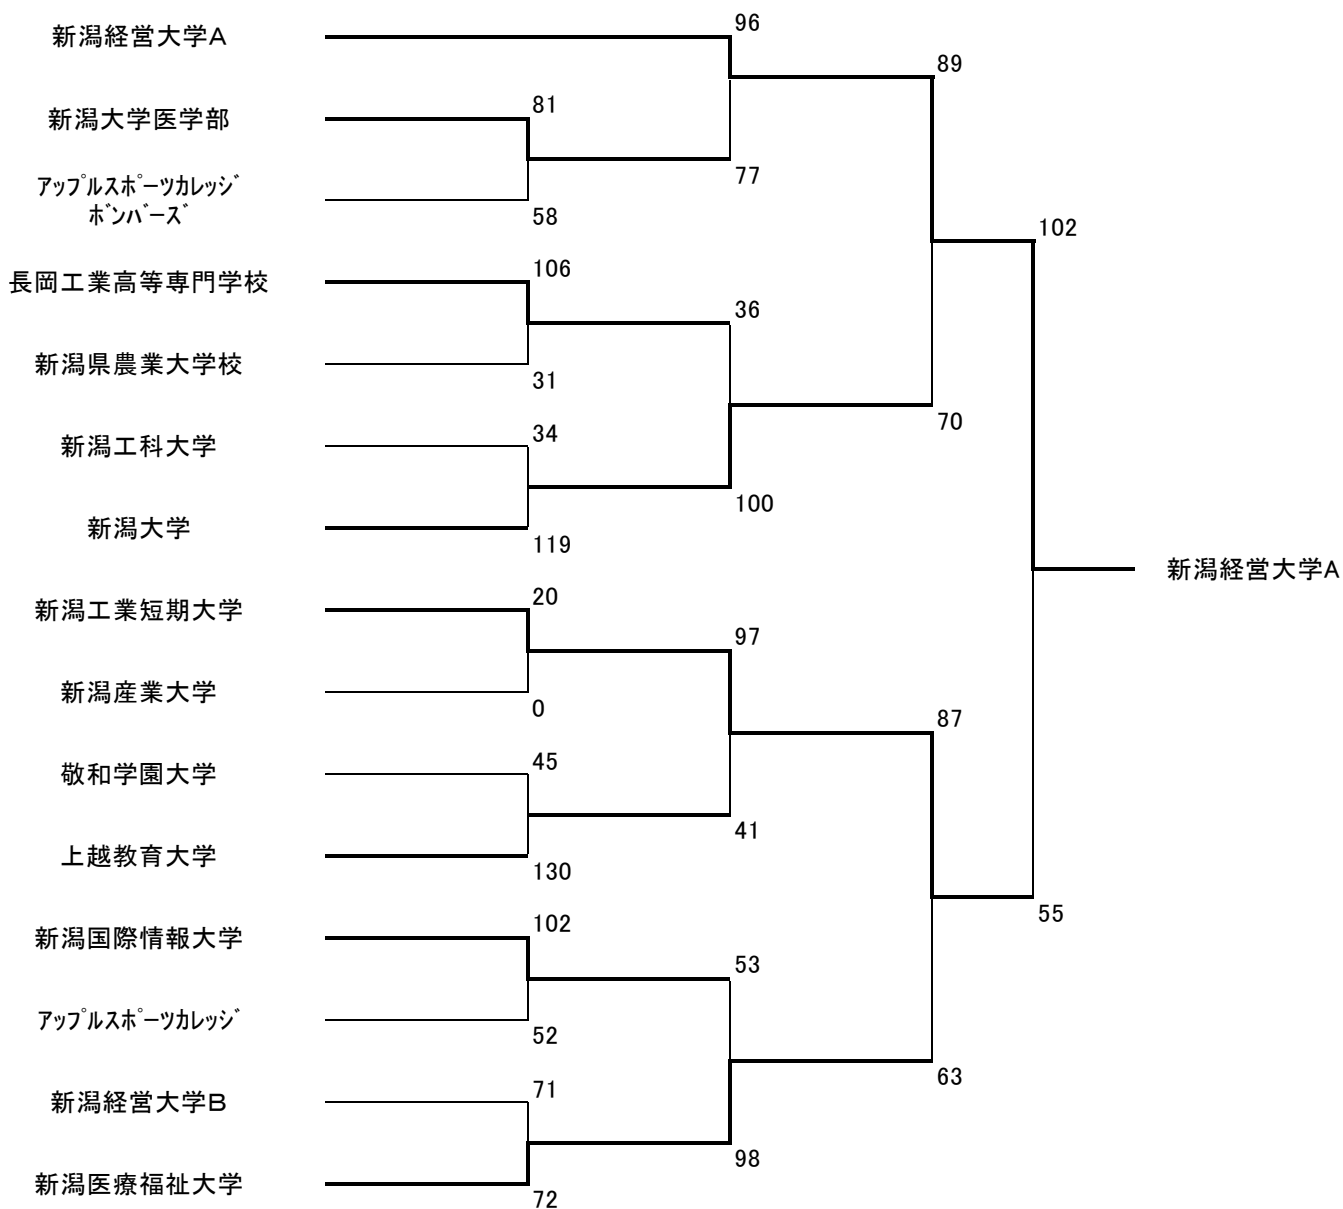 新潟経営大学A
96
89
新潟大学医学部
81
77
ｱｯﾌﾟﾙｽﾎﾟｰﾂｶﾚｯｼﾞ
ﾎﾞﾝﾊﾞｰｽﾞ
58
102
長岡工業高等専門学校
106
36
新潟県農業大学校
31
70
新潟工科大学
34
100
新潟大学
119
新潟経営大学A
新潟工業短期大学
20
97
新潟産業大学
0
87
敬和学園大学
45
41
上越教育大学
130
55
新潟国際情報大学
102
53
ｱｯﾌﾟﾙｽﾎﾟｰﾂｶﾚｯｼﾞ
52
63
新潟経営大学B
71
98
新潟医療福祉大学
72